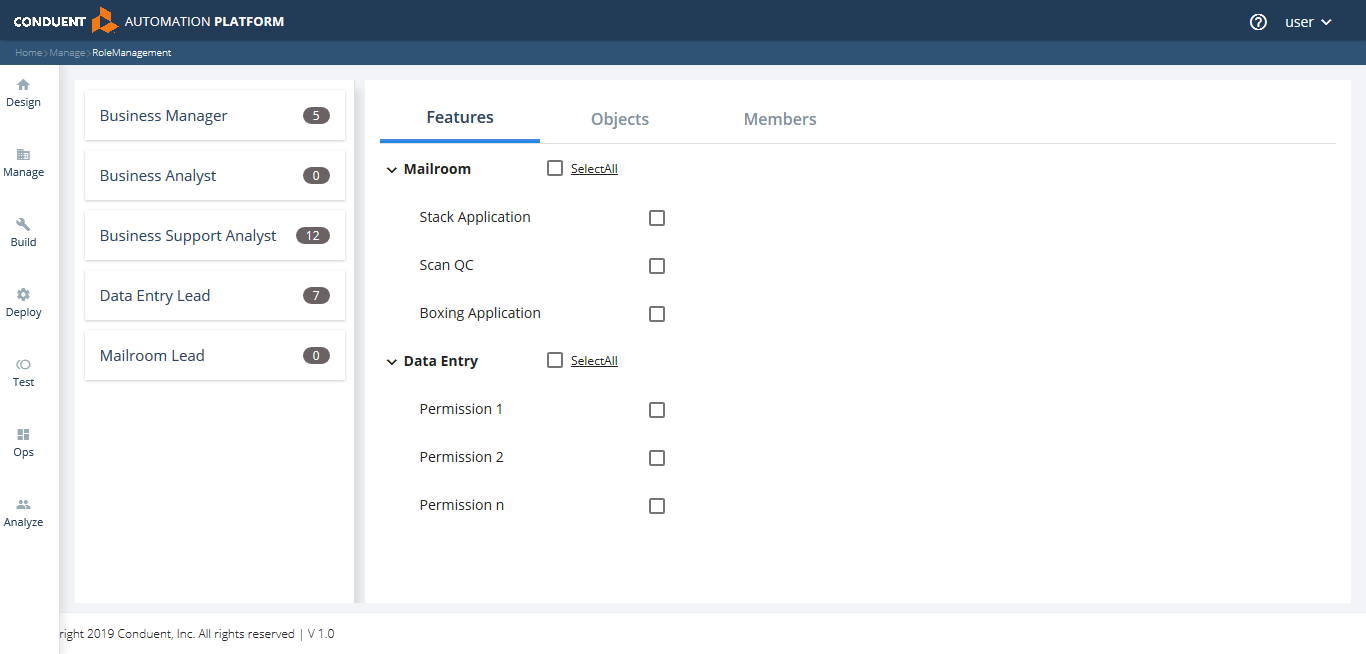 CONDUENT AUTOMATION PLATFORM
user
Home › Manage › RoleManagement
Design
Manage
Build
Deploy
Test
Ops
Analyze
Business Manager 5
Business Analyst 0
Business Support Analyst 12
Data Entry Lead 7
Mailroom Lead 0
Features Objects Members
Mailroom SelectAll
Stack Application
Scan QC
Boxing Application
Data Entry SelectAll
Permission 1
Permission 2
Permission n
right 2019 Conduent, Inc. All rights reserved | V 1.0